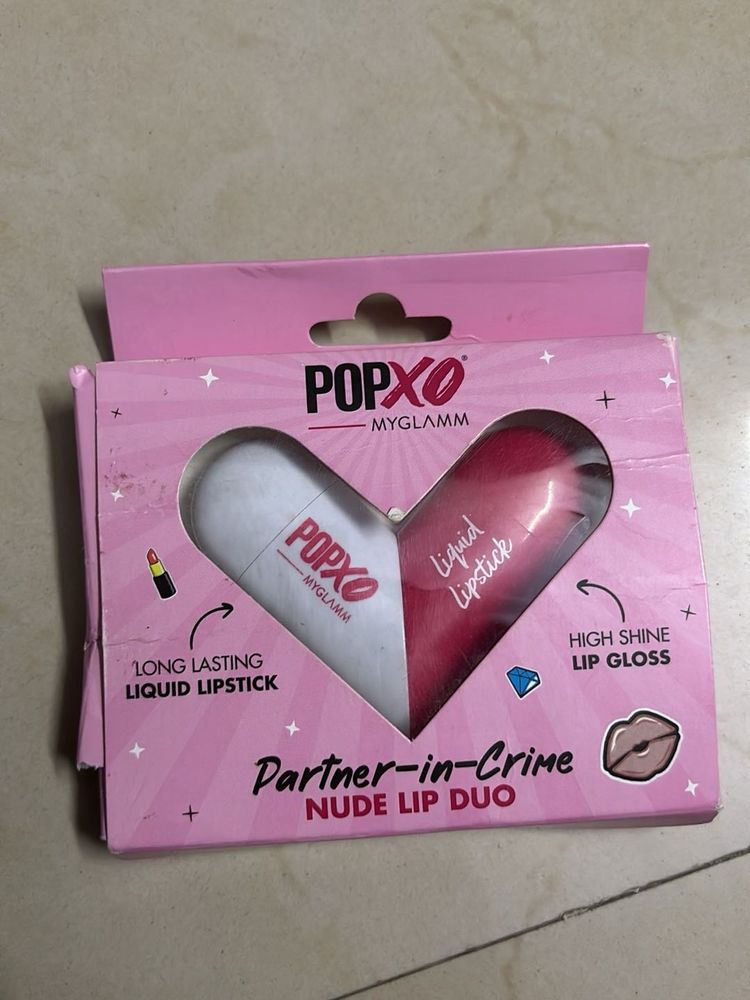 POPXO®
MYGLAMM
POPXO
MYGLAMM
Liquid
Lipstick
LONG LASTING
LIQUID LIPSTICK
HIGH SHINE
LIP GLOSS
Partner-in-Crime
NUDE LIP DUO